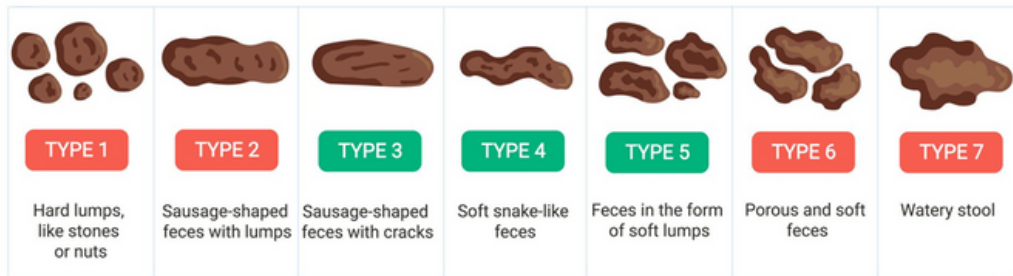 TYPE 1
TYPE 2
TYPE 3
TYPE 4
TYPE 5
TYPE 6
TYPE 7
Hard lumps,
like stones
or nuts
Sausage-shaped
feces with lumps
Sausage-shaped
feces with cracks
Soft snake-like
feces
Feces in the form
of soft lumps
Porous and soft
feces
Watery stool